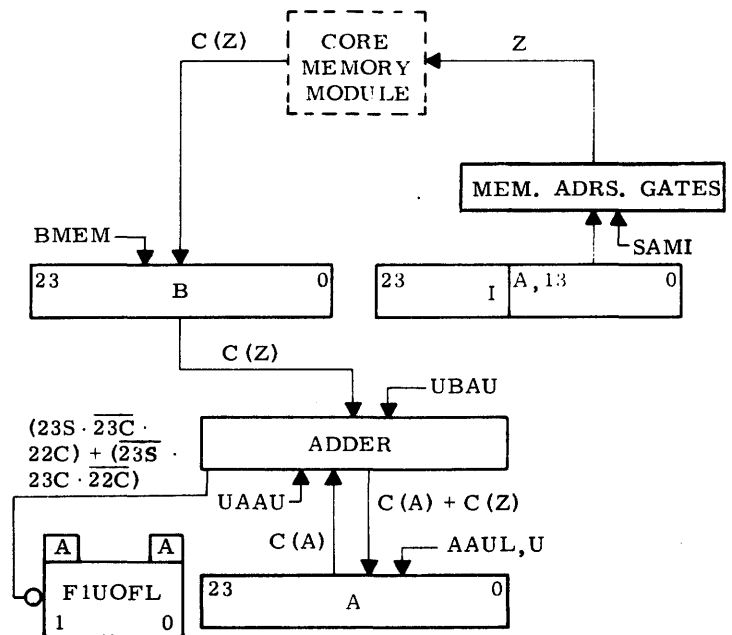 C(Z)
CORE
MEMORY
MODULE
Z
MEM. ADRS. GATES
BMEM
SAMI
23 B 0
23 I A,13 0
C(Z)
UBAU
(23S · 23C ·
22C) + (23S ·
23C · 22C)
ADDER
UAAU
C(A) + C(Z)
C(A)
AAUL,U
A A
F1UOFL
1 0
23 A 0